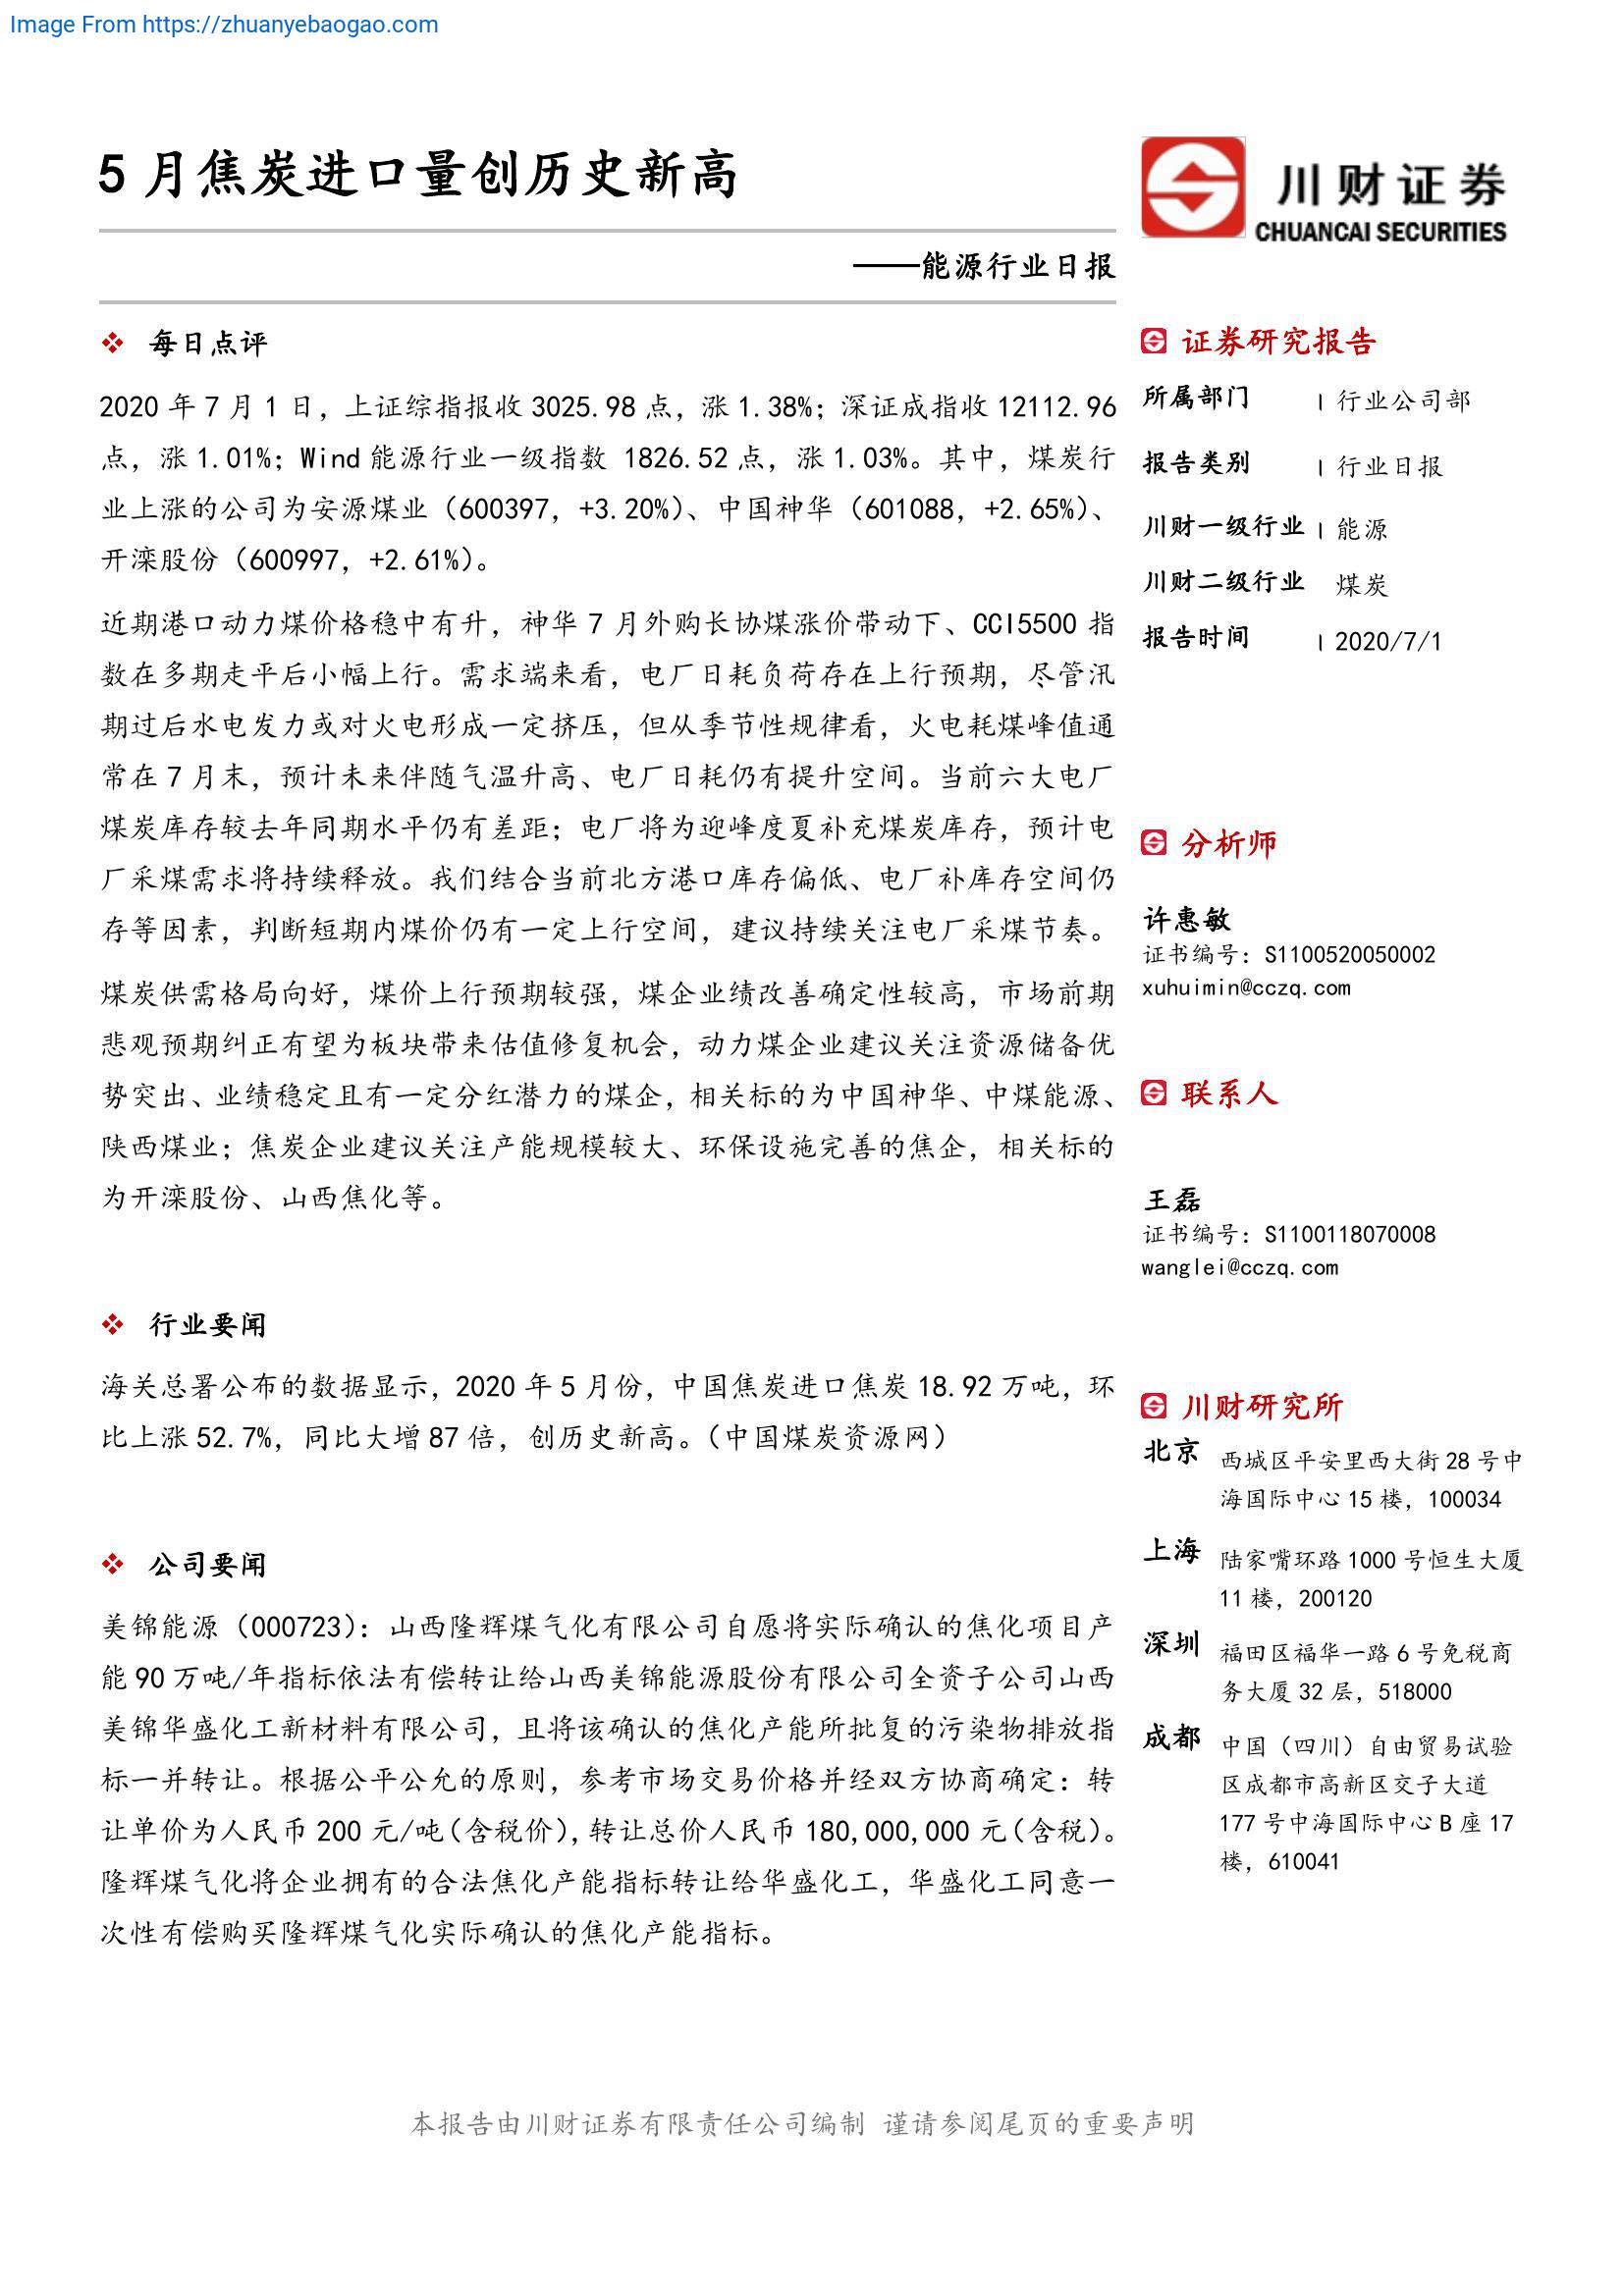 Image From https://zhuanyebaogao.com
5 月焦炭进口量创历史新高
——能源行业日报
川财证券
CHUANCAI SECURITIES
每日点评
2020 年 7 月 1 日，上证综指报收 3025.98 点，涨 1.38%；深证成指收 12112.96
点，涨 1.01%；Wind 能源行业一级指数 1826.52 点，涨 1.03%。其中，煤炭行
业上涨的公司为安源煤业（600397，+3.20%）、中国神华（601088，+2.65%）、
开滦股份（600997，+2.61%）。
近期港口动力煤价格稳中有升，神华 7 月外购长协煤涨价带动下、CCI5500 指
数在多期走平后小幅上行。需求端来看，电厂日耗负荷存在上行预期，尽管汛
期过后水电发力或对火电形成一定挤压，但从季节性规律看，火电耗煤峰值通
常在 7 月末，预计未来伴随气温升高、电厂日耗仍有提升空间。当前六大电厂
煤炭库存较去年同期水平仍有差距；电厂将为迎峰度夏补充煤炭库存，预计电
厂采煤需求将持续释放。我们结合当前北方港口库存偏低、电厂补库存空间仍
存等因素，判断短期内煤价仍有一定上行空间，建议持续关注电厂采煤节奏。
煤炭供需格局向好，煤价上行预期较强，煤企业绩改善确定性较高，市场前期
悲观预期纠正有望为板块带来估值修复机会，动力煤企业建议关注资源储备优
势突出、业绩稳定且有一定分红潜力的煤企，相关标的为中国神华、中煤能源、
陕西煤业；焦炭企业建议关注产能规模较大、环保设施完善的焦企，相关标的
为开滦股份、山西焦化等。
行业要闻
海关总署公布的数据显示，2020 年 5 月份，中国焦炭进口焦炭 18.92 万吨，环
比上涨 52.7%，同比大增 87 倍，创历史新高。（中国煤炭资源网）
公司要闻
美锦能源（000723）：山西隆辉煤气化有限公司自愿将实际确认的焦化项目产
能 90 万吨/年指标依法有偿转让给山西美锦能源股份有限公司全资子公司山西
美锦华盛化工新材料有限公司，且将该确认的焦化产能所批复的污染物排放指
标一并转让。根据公平公允的原则，参考市场交易价格并经双方协商确定：转
让单价为人民币 200 元/吨（含税价），转让总价人民币 180,000,000 元（含税）。
隆辉煤气化将企业拥有的合法焦化产能指标转让给华盛化工，华盛化工同意一
次性有偿购买隆辉煤气化实际确认的焦化产能指标。
证券研究报告
所属部门 | 行业公司部
报告类别 | 行业日报
川财一级行业 | 能源
川财二级行业 煤炭
报告时间 | 2020/7/1
分析师
许惠敏
证书编号：S1100520050002
xuhuimin@cczq.com
联系人
王磊
证书编号：S1100118070008
wanglei@cczq.com
川财研究所
北京 西城区平安里西大街 28 号中
海国际中心 15 楼，100034
上海 陆家嘴环路 1000 号恒生大厦
11 楼，200120
深圳 福田区福华一路 6 号免税商
务大厦 32 层，518000
成都 中国（四川）自由贸易试验
区成都市高新区交子大道
177 号中海国际中心 B 座 17
楼，610041
本报告由川财证券有限责任公司编制 谨请参阅尾页的重要声明